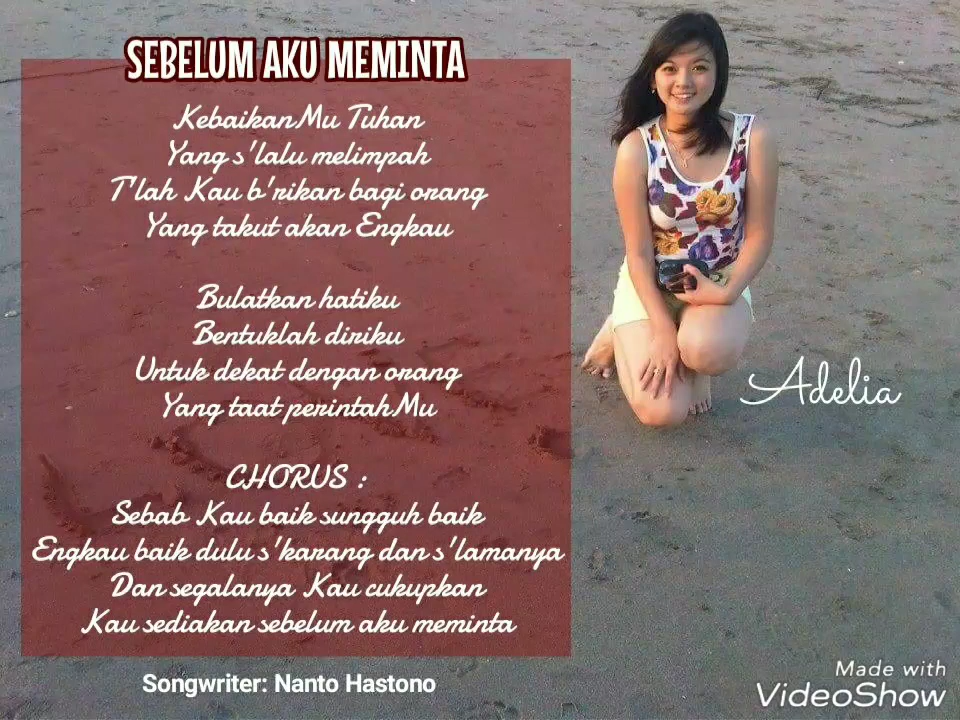 SEBELUM AKU MEMINTA
KebaikanMu Tuhan
Yang s'lalu melimpah
T'lah Kau b'rikan bagi orang
Yang takut akan Engkau
Bulatkan hatiku
Bentuklah diriku
Untuk dekat dengan orang
Yang taat perintahMu
CHORUS :
Sebab Kau baik sungguh baik
Engkau baik dulu s'karang dan s'lamanya
Dan segalanya Kau cukupkan
Kau sediakan sebelum aku meminta
Songwriter: Nanto Hastono
Adelia
Made with
VideoShow